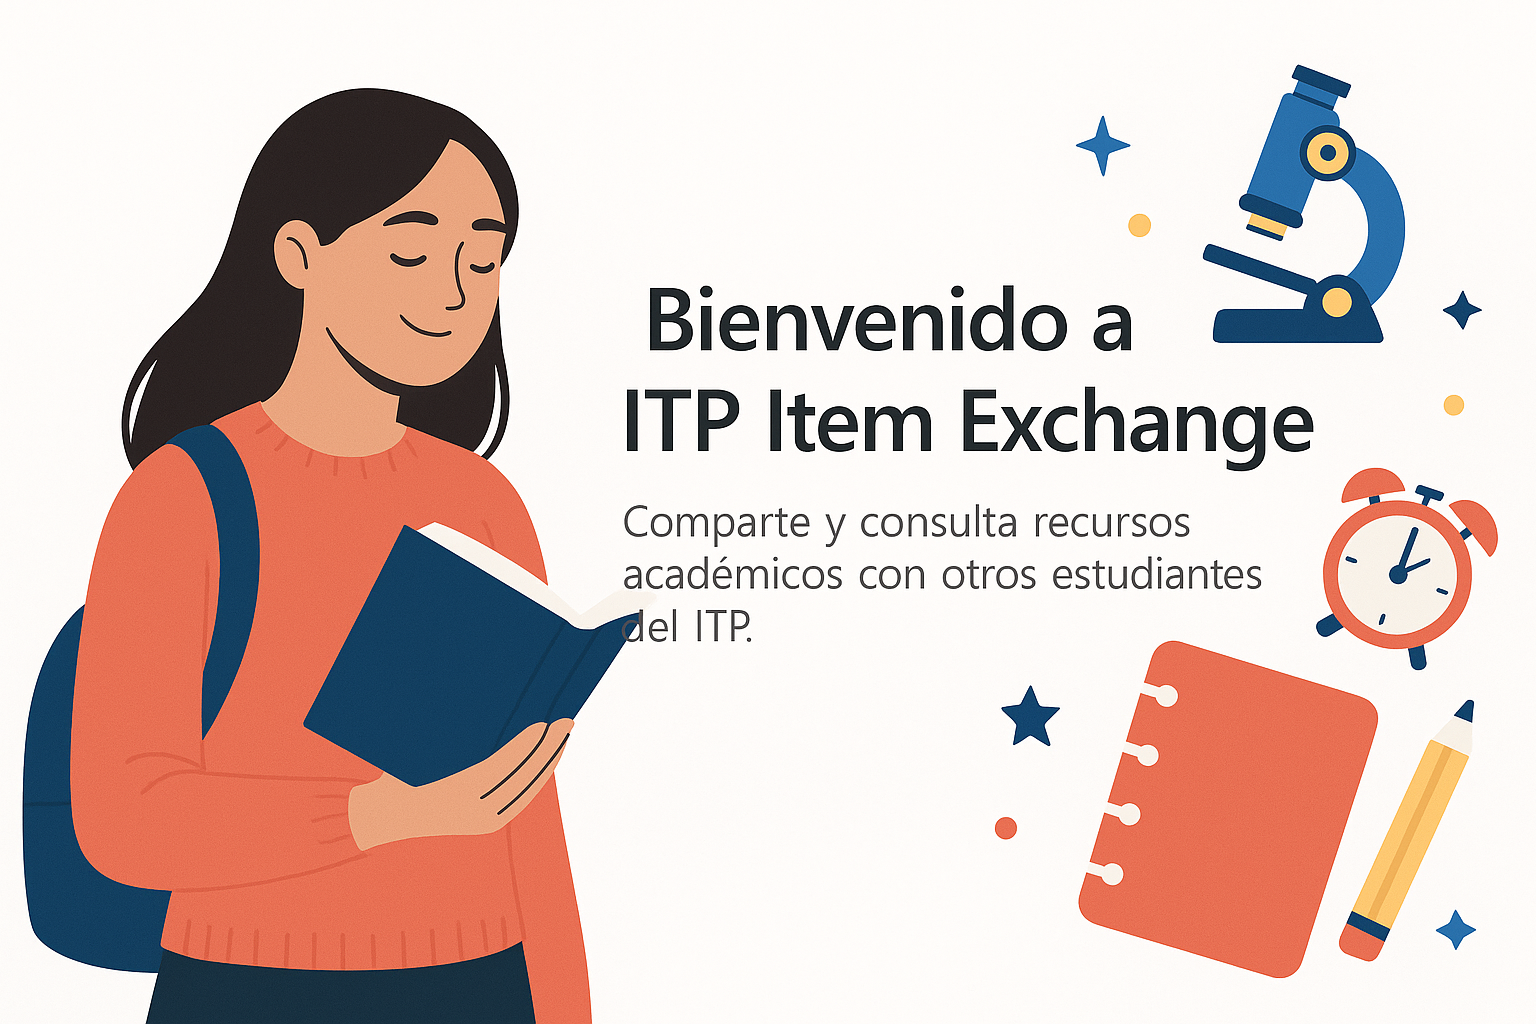 Bienvenido a
ITP Item Exchange
Comparte y consulta recursos
académicos con otros estudiantes
del ITP.